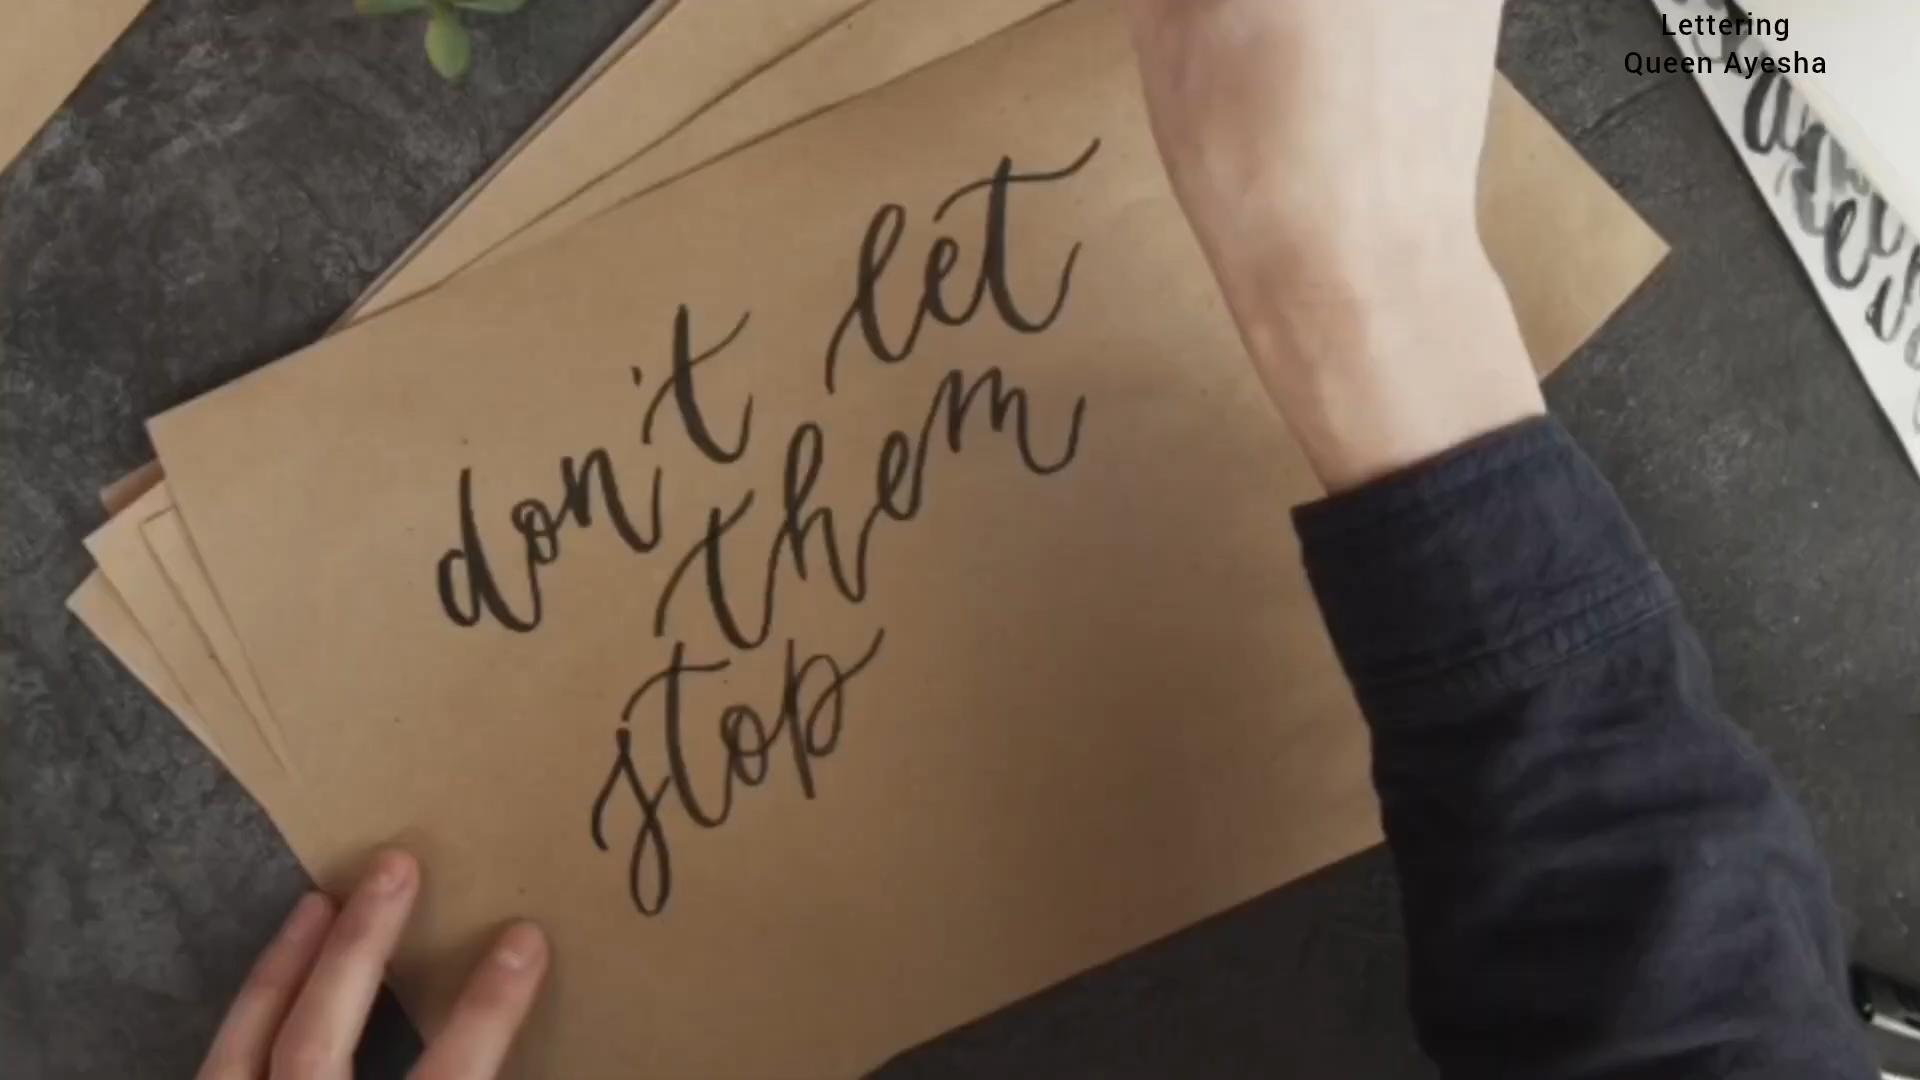 Lettering
Queen Ayesha
don't let
them
stop